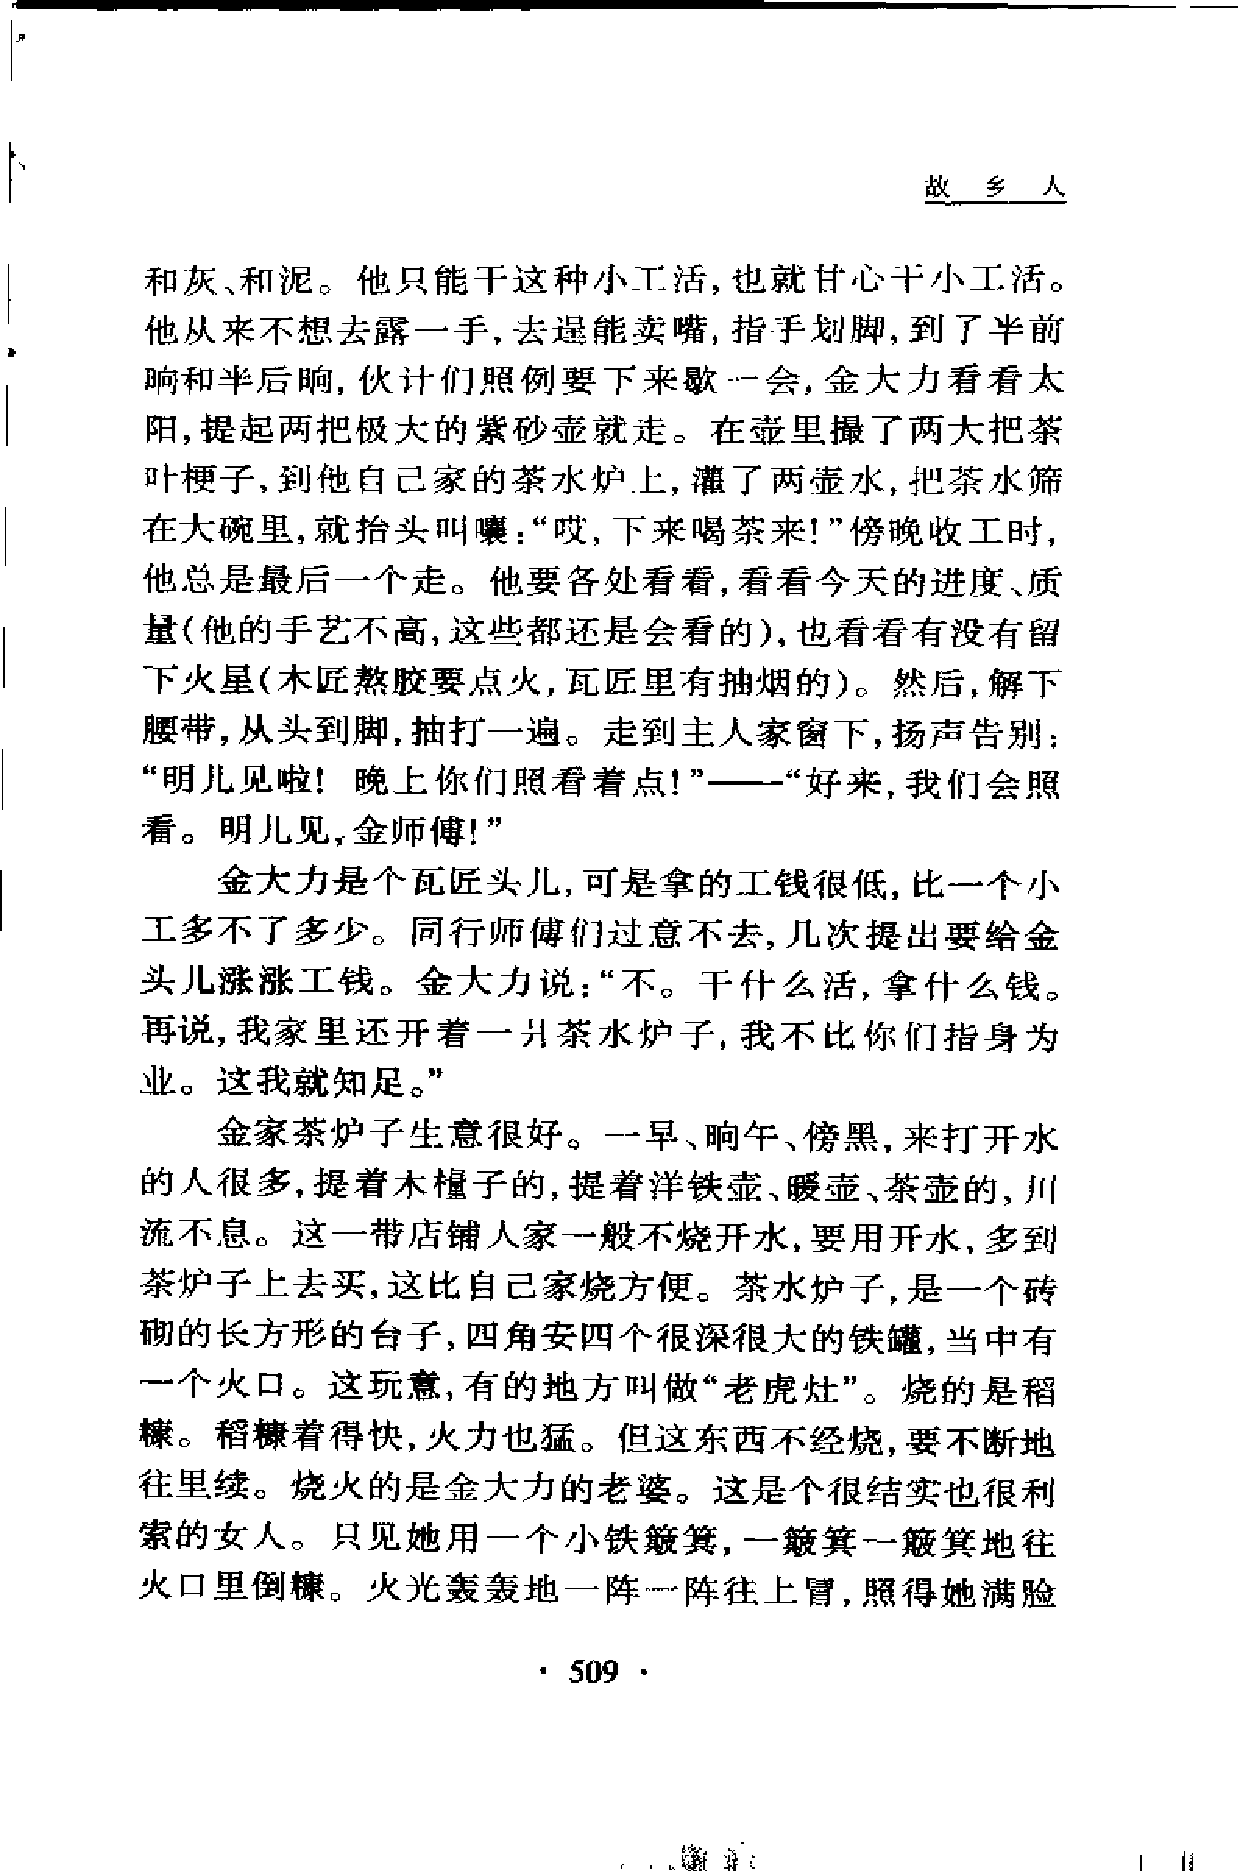 故乡人
和灰、和泥。他只能干这种小工活,也就甘心干小工活。
他从来不想去露一手,去逞能卖嘴,指手划脚,到了半前
晌和半后晌,伙计们照例要下来歇一会,金大力看看太
阳,提起两把极大的紫砂壶就走。在壶里撮了两大把茶
叶梗子,到他自己家的茶水炉上,灌了两壶水,把茶水筛
在大碗里,就抬头叫嚷:“哎,下来喝茶来!”傍晚收工时,
他总是最后一个走。他要各处看看,看看今天的进度、质
量(他的手艺不高,这些都还是会看的),也看看有没有留
下火星(木匠熬胶要点火,瓦匠里有抽烟的)。然后,解下
腰带,从头到脚,抽打一遍。走到主人家窗下,扬声告别:
“明儿见啦! 晚上你们照看着点!”——“好来,我们会照
看。明儿见,金师傅!”
金大力是个瓦匠头儿,可是拿的工钱很低,比一个小
工多不了多少。同行师傅们过意不去,几次提出要给金
头儿涨涨工钱。金大力说:“不。干什么活,拿什么钱。
再说,我家里还开着一爿茶水炉子,我不比你们指身为
业。这我就知足。”
金家茶炉子生意很好。一早、晌午、傍黑,来打开水
的人很多,提着木橦子的,提着洋铁壶、暖壶、茶壶的,川
流不息。这一带店铺人家一般不烧开水,要用开水,多到
茶炉子上去买,这比自己家烧方便。茶水炉子,是一个砖
砌的长方形的台子,四角安四个很深很大的铁罐,当中有
一个火口。这玩意,有的地方叫做“老虎灶”。烧的是稻
糠。稻糠着得快,火力也猛。但这东西不经烧,要不断地
往里续。烧火的是金大力的老婆。这是个很结实也很利
索的女人。只见她用一个小铁簸箕,一簸箕一簸箕地往
火口里倒糠。火光轰轰地一阵一阵往上冒,照得她满脸
· 509 ·